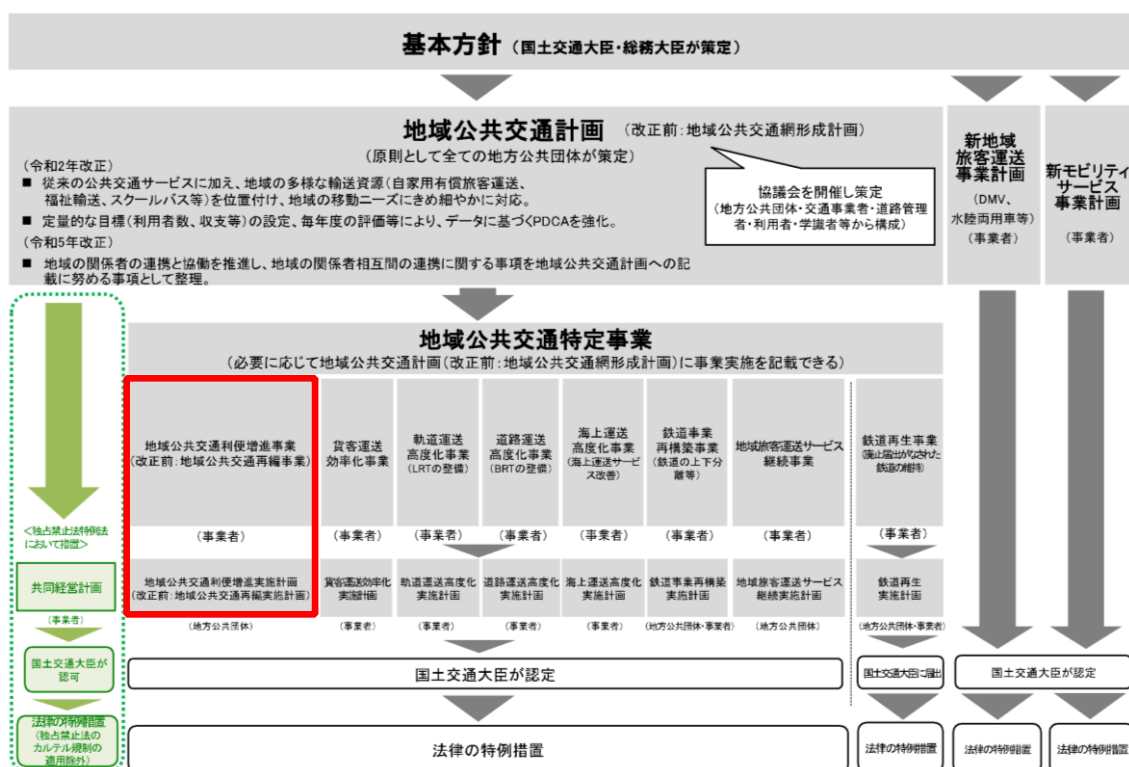 基本方針(国土交通大臣・総務大臣が策定)
地域公共交通計画 (改正前:地域公共交通網形成計画)
(原則として全ての地方公共団体が策定)
(令和2年改正)
■ 従来の公共交通サービスに加え、地域の多様な輸送資源(自家用有償旅客運送、
福祉輸送、スクールバス等)を位置付け、地域の移動ニーズにきめ細やかに対応。
■ 定量的な目標(利用者数、収支等)の設定、毎年度の評価等により、データに基づくPDCAを強化。
(令和5年改正)
■ 地域の関係者の連携と協働を推進し、地域の関係者相互間の連携に関する事項を地域公共交通計画への記
載に努める事項として整理。
協議会を開催し策定
(地方公共団体・交通事業者・道路管理
者・利用者・学識者等から構成)
新地域
旅客運送
事業計画
(DMV、
水陸両用車等)
(事業者)
新モビリティ
サービス
事業計画
(事業者)
地域公共交通特定事業
(必要に応じて地域公共交通計画(改正前:地域公共交通網形成計画)に事業実施を記載できる)
地域公共交通利便増進事業
(改正前:地域公共交通再編事業)
(事業者)
貨客運送
効率化事業
(事業者)
軌道運送
高度化事業
(LRTの整備)
(事業者)
道路運送
高度化事業
(BRTの整備)
(事業者)
海上運送
高度化事業
(海上運送サービ
ス改善)
(事業者)
鉄道事業
再構築事業
(鉄道の上下分
離等)
(事業者)
地域旅客運送サービス
継続事業
(事業者)
鉄道再生事業
(廃止届出がなされた
鉄道の維持)
(事業者)
<独占禁止法特例法
において措置>
共同経営計画
(事業者)
国土交通大臣が
認可
法律の特例措置
(独占禁止法の
カルテル規制の
適用除外)
地域公共交通利便増進実施計画
(改正前:地域公共交通再編実施計画)
(地方公共団体)
貨客運送効率化
実施計画
(事業者)
軌道運送高度化
実施計画
(事業者)
道路運送高度化
実施計画
(事業者)
海上運送高度化
実施計画
(事業者)
鉄道事業再構築
実施計画
(地方公共団体・事業者)
地域旅客運送サービス
継続実施計画
(地方公共団体)
鉄道再生
実施計画
(地方公共団体・事業者)
国土交通大臣が認定
国土交通大臣に届出
国土交通大臣が認定
法律の特例措置
法律の特例措置
法律の特例措置
法律の特例措置